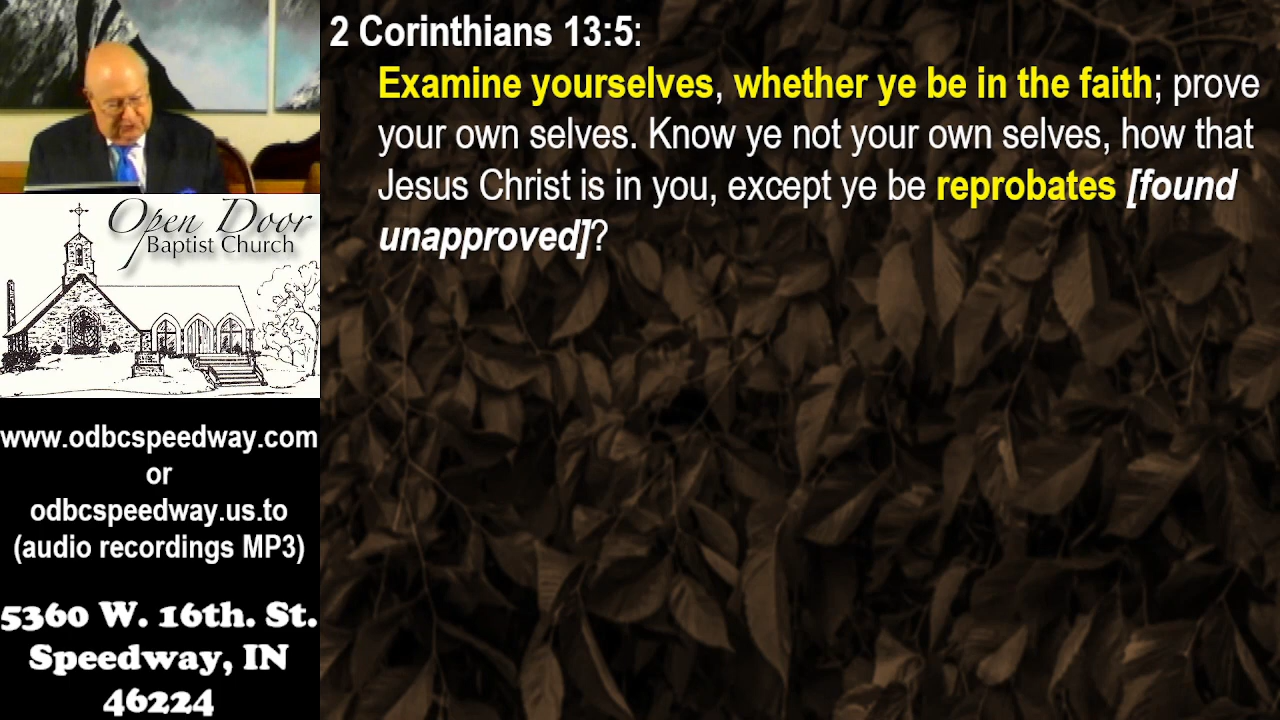 2 Corinthians 13:5:
Examine yourselves, whether ye be in the faith; prove
your own selves. Know ye not your own selves, how that
Jesus Christ is in you, except ye be reprobates [found
unapproved]?
Open Door
Baptist Church
www.odbcspeedway.com
or
odbcspeedway.us.to
(audio recordings MP3)
5360 W. 16th. St.
Speedway, IN
46224